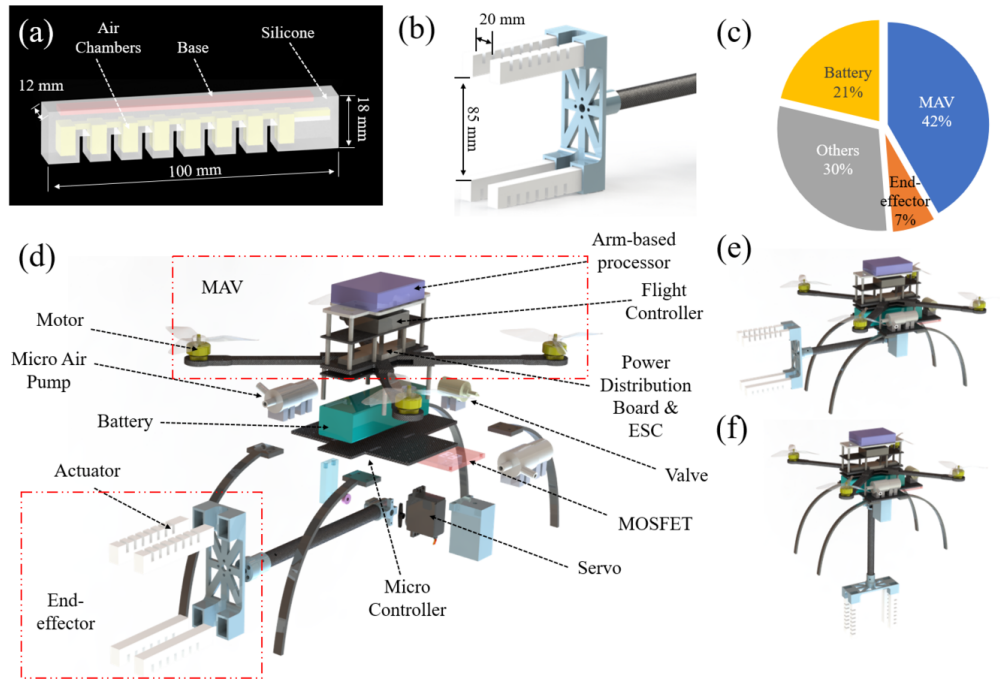 (a)
Air
Chambers
Base
Silicone
12 mm
18 mm
100 mm
(b)
20 mm
85 mm
(c)
Battery
21%
MAV
42%
Others
30%
End-
effector
7%
(d)
MAV
Arm-based
processor
Flight
Controller
Motor
Micro Air
Pump
Power
Distribution
Board &
ESC
Battery
Valve
Actuator
MOSFET
Servo
Micro
Controller
End-
effector
(e)
(f)